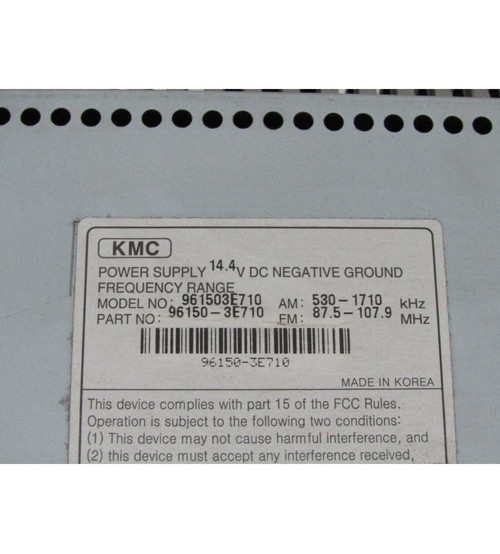 KMC
POWER SUPPLY 14.4V DC NEGATIVE GROUND
FREQUENCY RANGE
MODEL NO: 961503E710 AM: 530-1710 kHz
PART NO: 96150-3E710 FM: 87.5-107.9 MHz
96150-3E710
MADE IN KOREA
This device complies with part 15 of the FCC Rules.
Operation is subject to the following two conditions:
(1) This device may not cause harmful interference, and
(2) this device must accept any interference received,